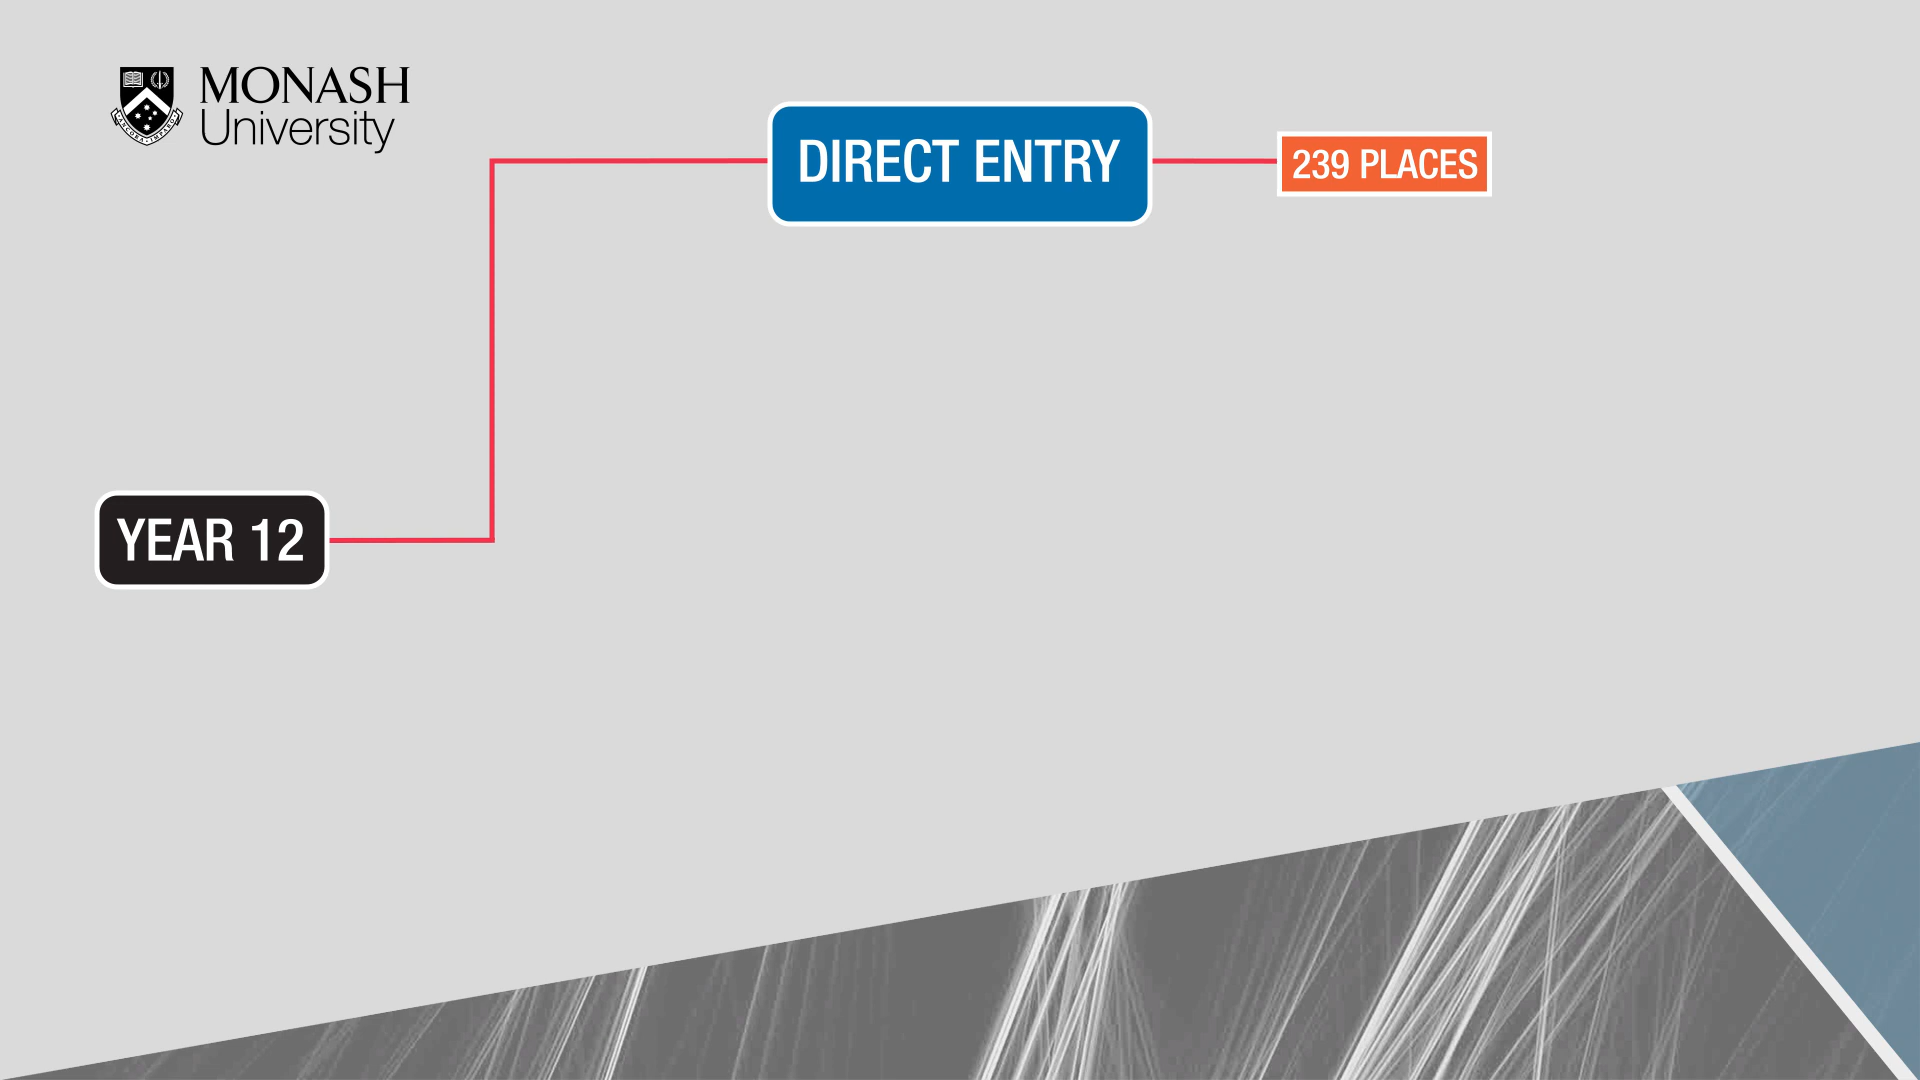 MONASH
University
DIRECT ENTRY
239 PLACES
YEAR 12